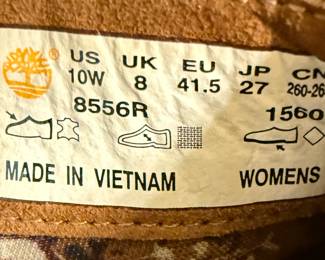 US UK EU JP CN
10W 8 41.5 27 260-26
8556R 1560
MADE IN VIETNAM WOMENS